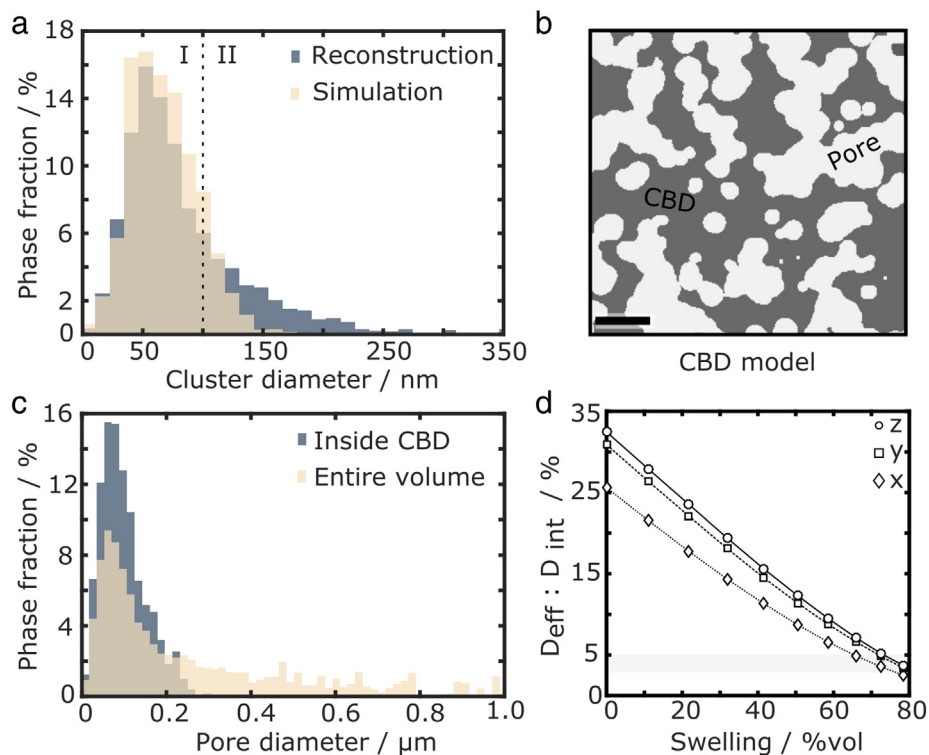 a
18
14
10
6
2
0
Phase fraction / %
I II
Reconstruction
Simulation
0 50 150 250 350
Cluster diameter / nm
b
Pore
CBD
CBD model
c
16
12
8
4
0
Phase fraction / %
Inside CBD
Entire volume
0 0.2 0.4 0.6 0.8 1.0
Pore diameter / µm
d
35
25
15
5
0
Deff : D int / %
z
y
x
0 20 40 60 80
Swelling / %vol